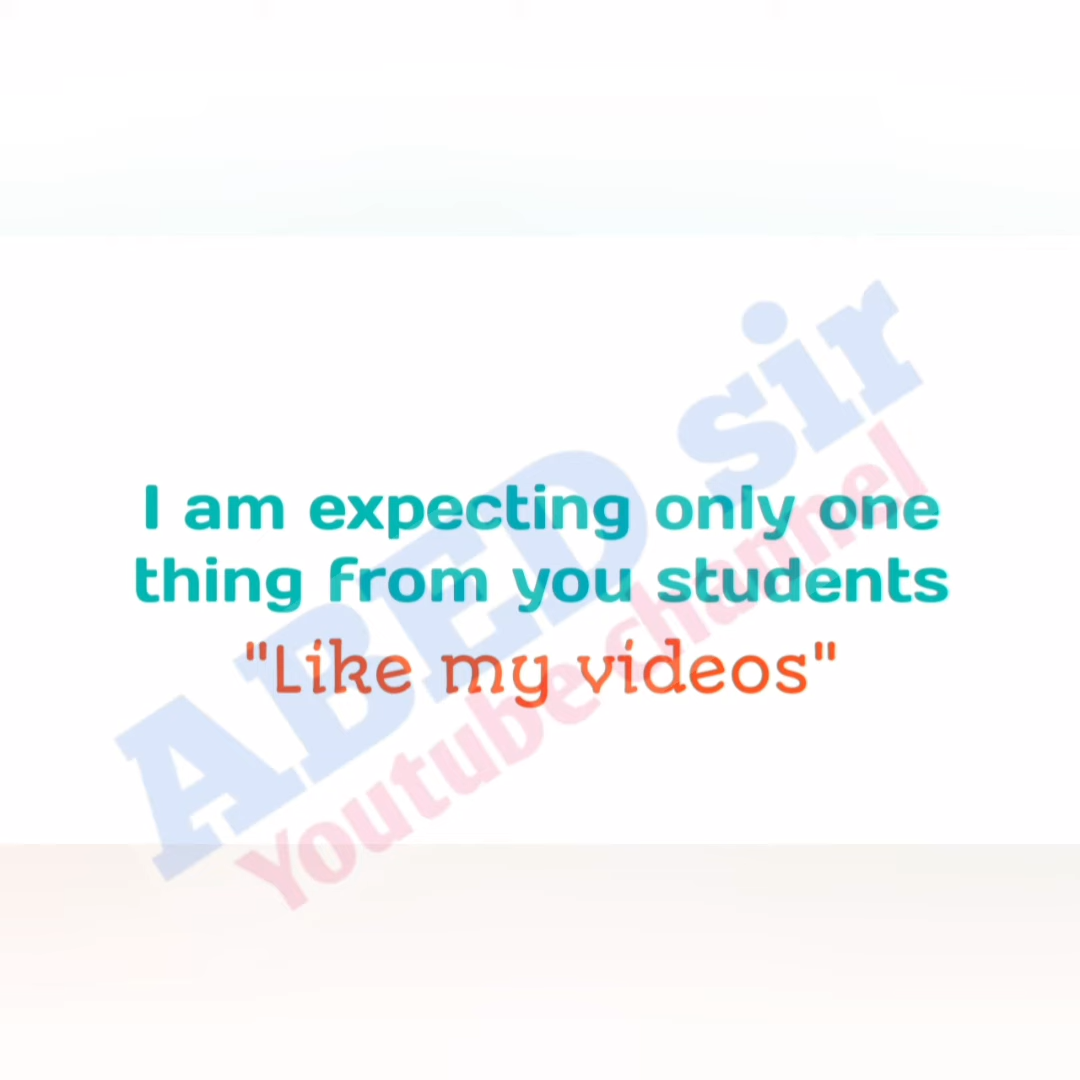 I am expecting only one
thing from you students
"Like my videos"
ABED sir
Youtube channel